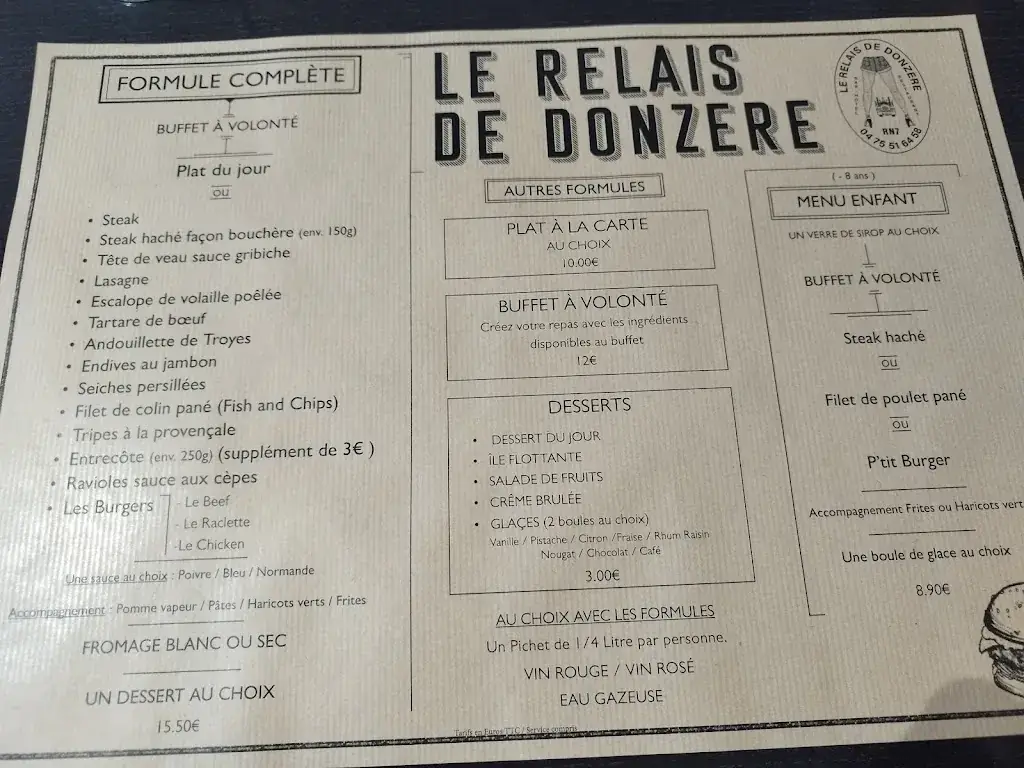 FORMULE COMPLÈTE
BUFFET À VOLONTÉ
Plat du jour
ou
• Steak
• Steak haché façon bouchère (env. 150g)
• Tête de veau sauce gribiche
• Lasagne
• Escalope de volaille poêlée
• Tartare de bœuf
• Andouillette de Troyes
• Endives au jambon
• Seiches persillées
• Filet de colin pané (Fish and Chips)
• Tripes à la provençale
• Entrecôte (env. 250g) (supplément de 3€ )
• Ravioles sauce aux cèpes
• Les Burgers
- Le Beef
- Le Raclette
-Le Chicken
Une sauce au choix : Poivre / Bleu / Normande
Accompagnement : Pomme vapeur / Pâtes / Haricots verts / Frites
FROMAGE BLANC OU SEC
UN DESSERT AU CHOIX
15.50€
LE RELAIS
DE DONZERE
LE RELAIS DE DONZERE
RN7
04 75 51 64 58
AUTRES FORMULES
PLAT À LA CARTE
AU CHOIX
10.00€
BUFFET À VOLONTÉ
Créez votre repas avec les ingrédients
disponibles au buffet
12€
DESSERTS
• DESSERT DU JOUR
• ÎLE FLOTTANTE
• SALADE DE FRUITS
• CRÊME BRULÉE
• GLAÇES (2 boules au choix)
Vanille / Pistache / Citron /Fraise / Rhum Raisin
Nougat / Chocolat / Café
3.00€
AU CHOIX AVEC LES FORMULES
Un Pichet de 1/4 Litre par personne.
VIN ROUGE / VIN ROSÉ
EAU GAZEUSE
Tarifs en Euros TTC / Service compris
( - 8 ans )
MENU ENFANT
UN VERRE DE SIROP AU CHOIX
BUFFET À VOLONTÉ
Steak haché
ou
Filet de poulet pané
ou
P'tit Burger
Accompagnement Frites ou Haricots vert
Une boule de glace au choix
8.90€